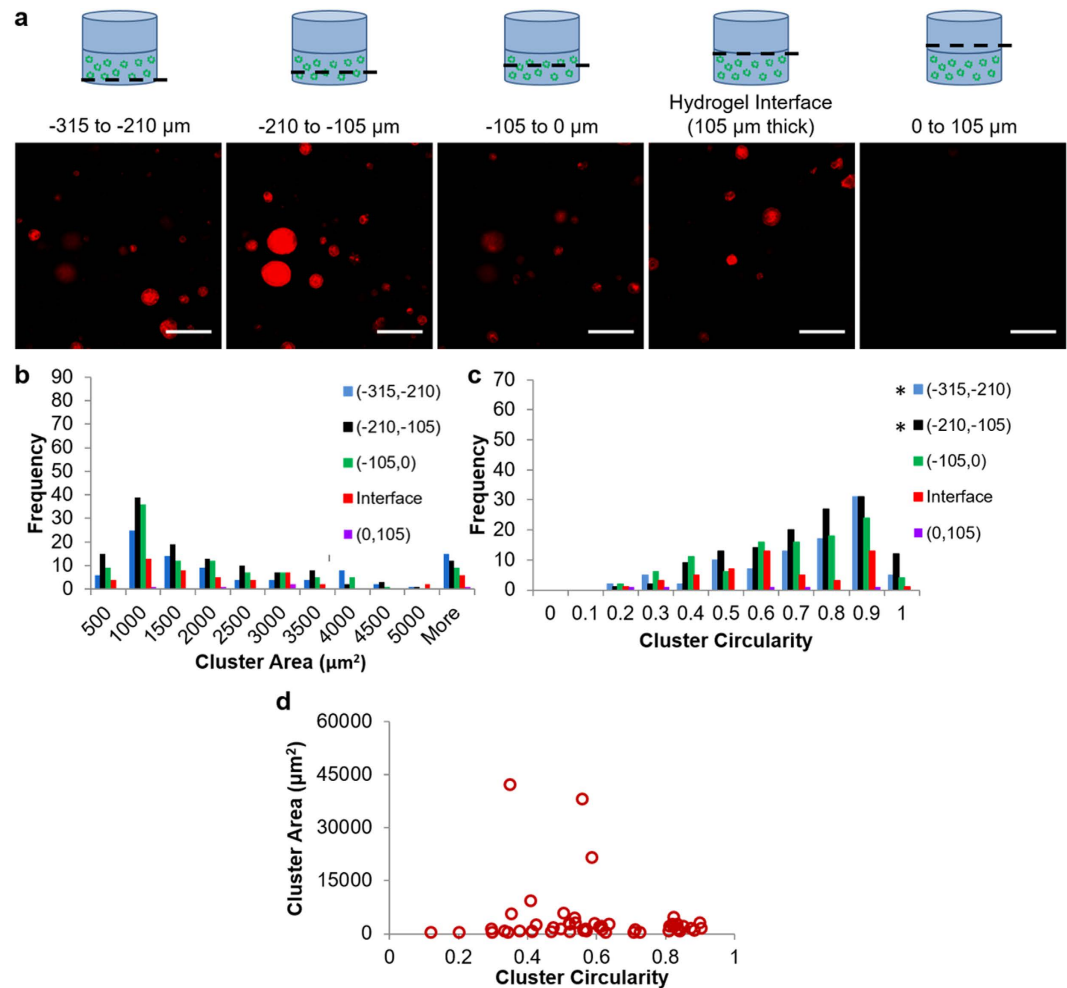 a
-315 to -210 µm
-210 to -105 µm
-105 to 0 µm
Hydrogel Interface
(105 µm thick)
0 to 105 µm
b
90
80
70
60
50
40
30
20
10
0
Frequency
500
1000
1500
2000
2500
3000
3500
4000
4500
5000
More
Cluster Area (µm²)
(-315,-210)
(-210,-105)
(-105,0)
Interface
(0,105)
c
70
60
50
40
30
20
10
0
Frequency
0 0.1 0.2 0.3 0.4 0.5 0.6 0.7 0.8 0.9 1
Cluster Circularity
* (-315,-210)
* (-210,-105)
(-105,0)
Interface
(0,105)
d
60000
45000
30000
15000
0
Cluster Area (µm²)
0 0.2 0.4 0.6 0.8 1
Cluster Circularity